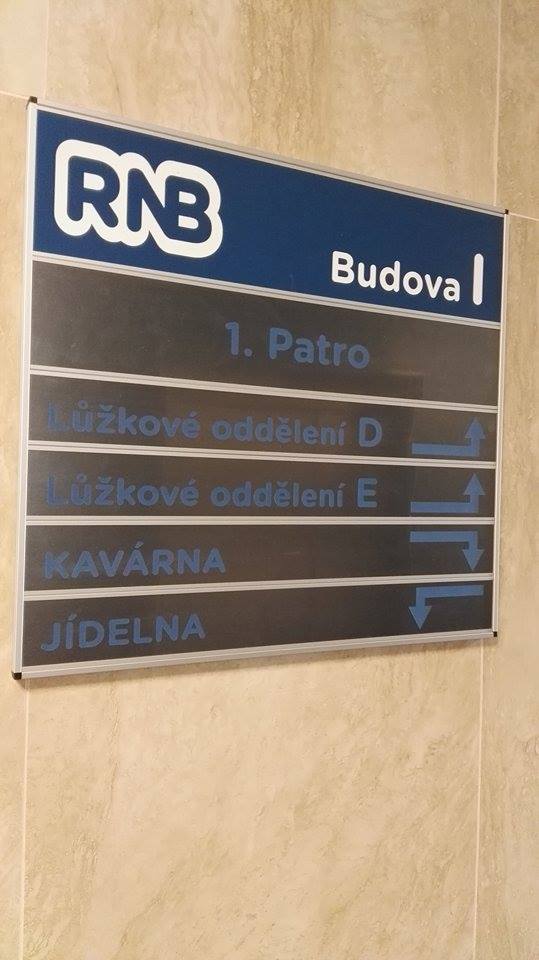 RNB
Budova I
1. Patro
Lůžkové oddělení D
Lůžkové oddělení E
KAVÁRNA
JÍDELNA